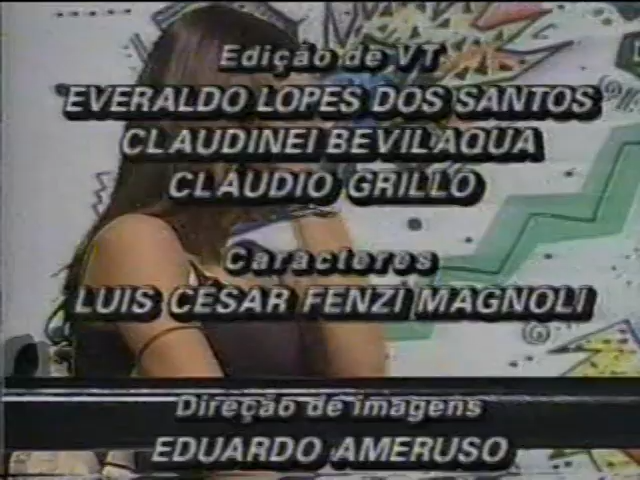 Edição de VT
EVERALDO LOPES DOS SANTOS
CLAUDINEI BEVILAQUA
CLAUDIO GRILLO
Caracteres
LUIS CÉSAR FENZI MAGNOLI
Direção de imagens
EDUARDO AMERUSO